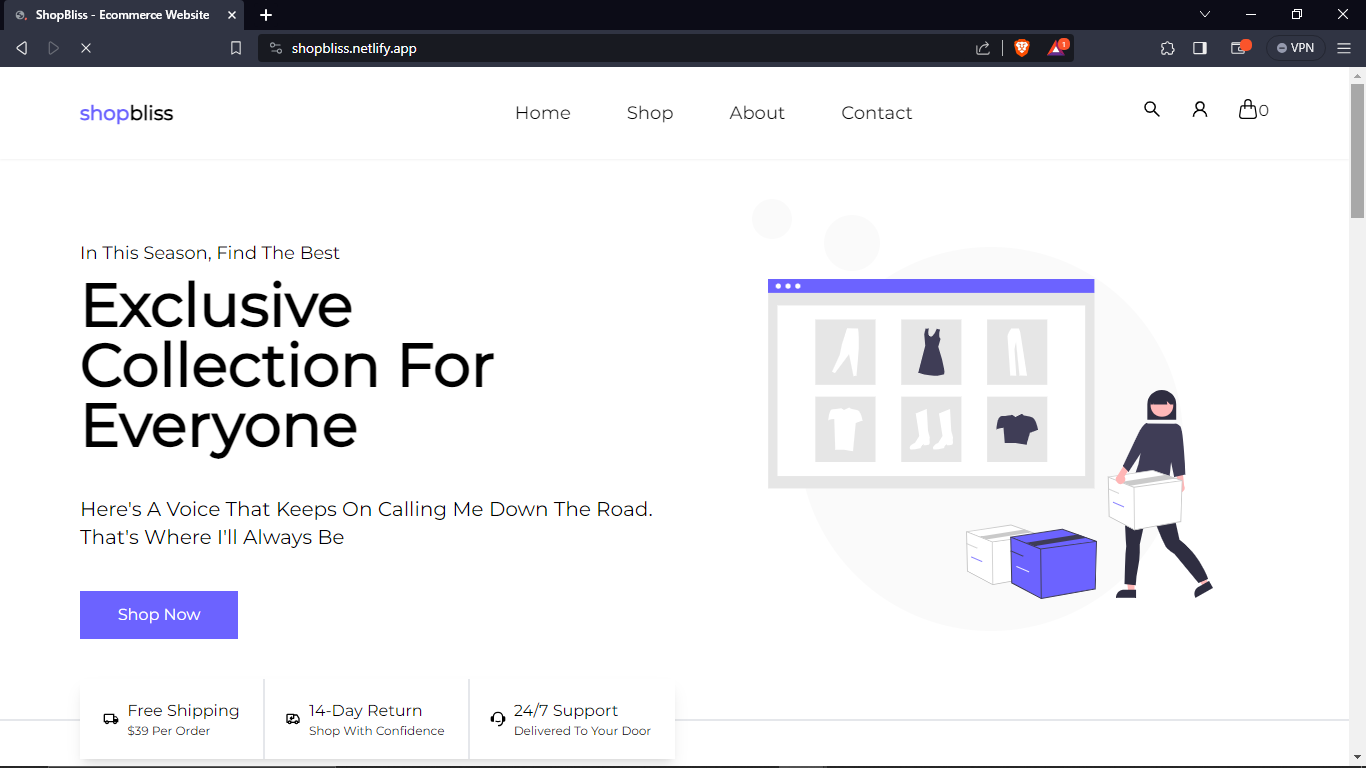 ShopBliss - Ecommerce Website
shopbliss.netlify.app
1
VPN
shopbliss
Home
Shop
About
Contact
0
In This Season, Find The Best
Exclusive
Collection For
Everyone
Here's A Voice That Keeps On Calling Me Down The Road.
That's Where I'll Always Be
Shop Now
Free Shipping
$39 Per Order
14-Day Return
Shop With Confidence
24/7 Support
Delivered To Your Door